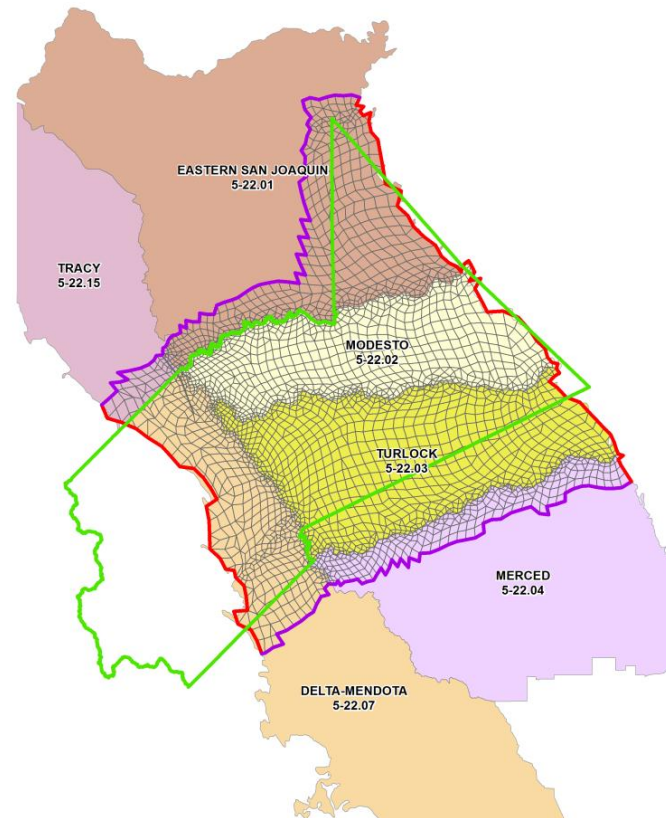 EASTERN SAN JOAQUIN
5-22.01
TRACY
5-22.15
MODESTO
5-22.02
TURLOCK
5-22.03
MERCED
5-22.04
DELTA-MENDOTA
5-22.07